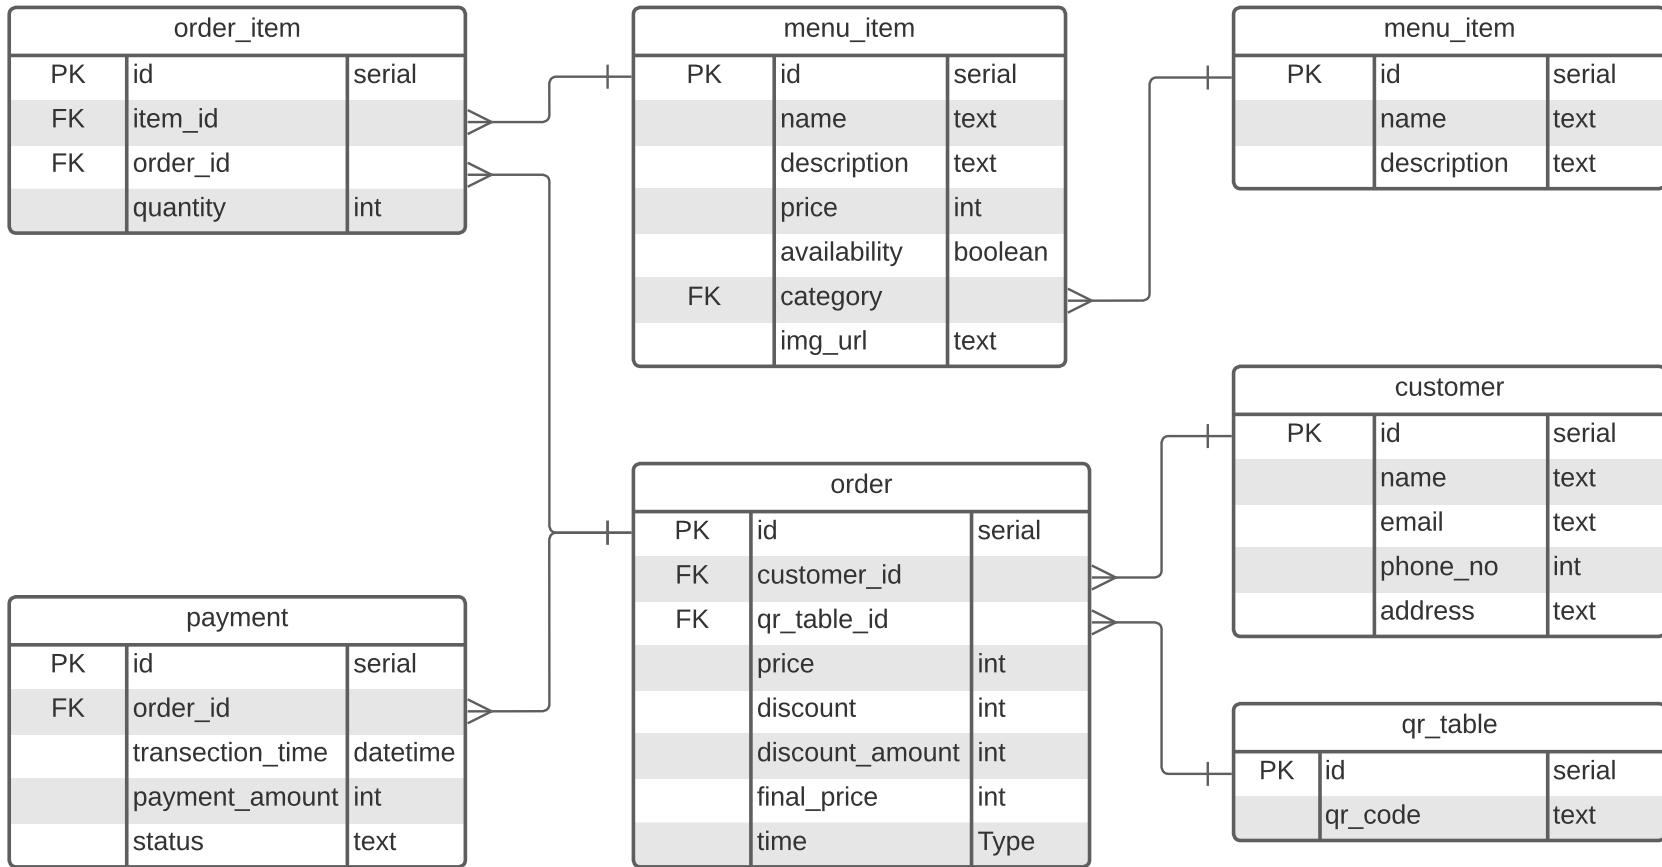 order_item
PK id serial
FK item_id
FK order_id
quantity int
menu_item
PK id serial
name text
description text
price int
availability boolean
FK category
img_url text
menu_item
PK id serial
name text
description text
customer
PK id serial
name text
email text
phone_no int
address text
order
PK id serial
FK customer_id
FK qr_table_id
price int
discount int
discount_amount int
final_price int
time Type
payment
PK id serial
FK order_id
transection_time datetime
payment_amount int
status text
qr_table
PK id serial
qr_code text